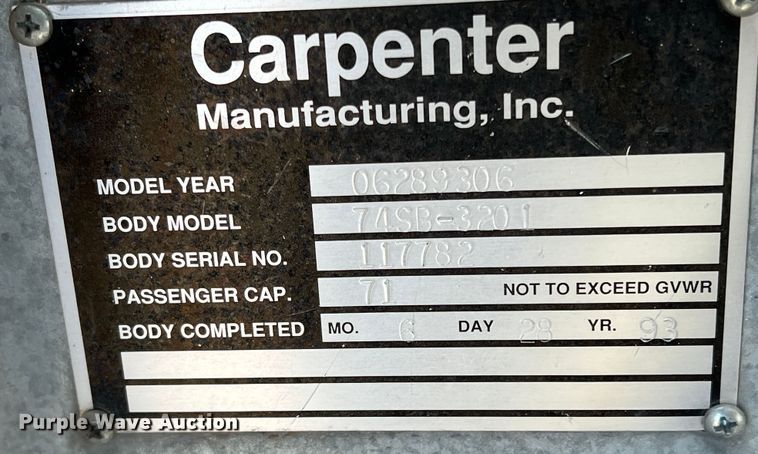 Carpenter
Manufacturing, Inc.
MODEL YEAR 06289306
BODY MODEL 74SB-3201
BODY SERIAL NO. 117782
PASSENGER CAP. 71 NOT TO EXCEED GVWR
BODY COMPLETED MO. 6 DAY 28 YR. 93
Purple Wave Auction